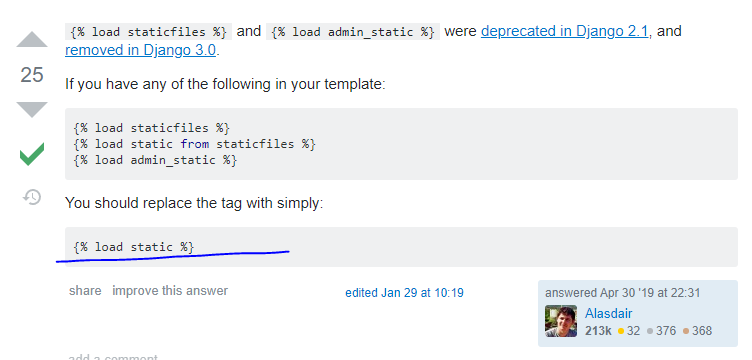 {% load staticfiles %} and {% load admin_static %} were deprecated in Django 2.1, and
removed in Django 3.0.
25
If you have any of the following in your template:
{% load staticfiles %}
{% load static from staticfiles %}
{% load admin_static %}
You should replace the tag with simply:
{% load static %}
share improve this answer
edited Jan 29 at 10:19
answered Apr 30 '19 at 22:31
Alasdair
213k 32 376 368
add a comment